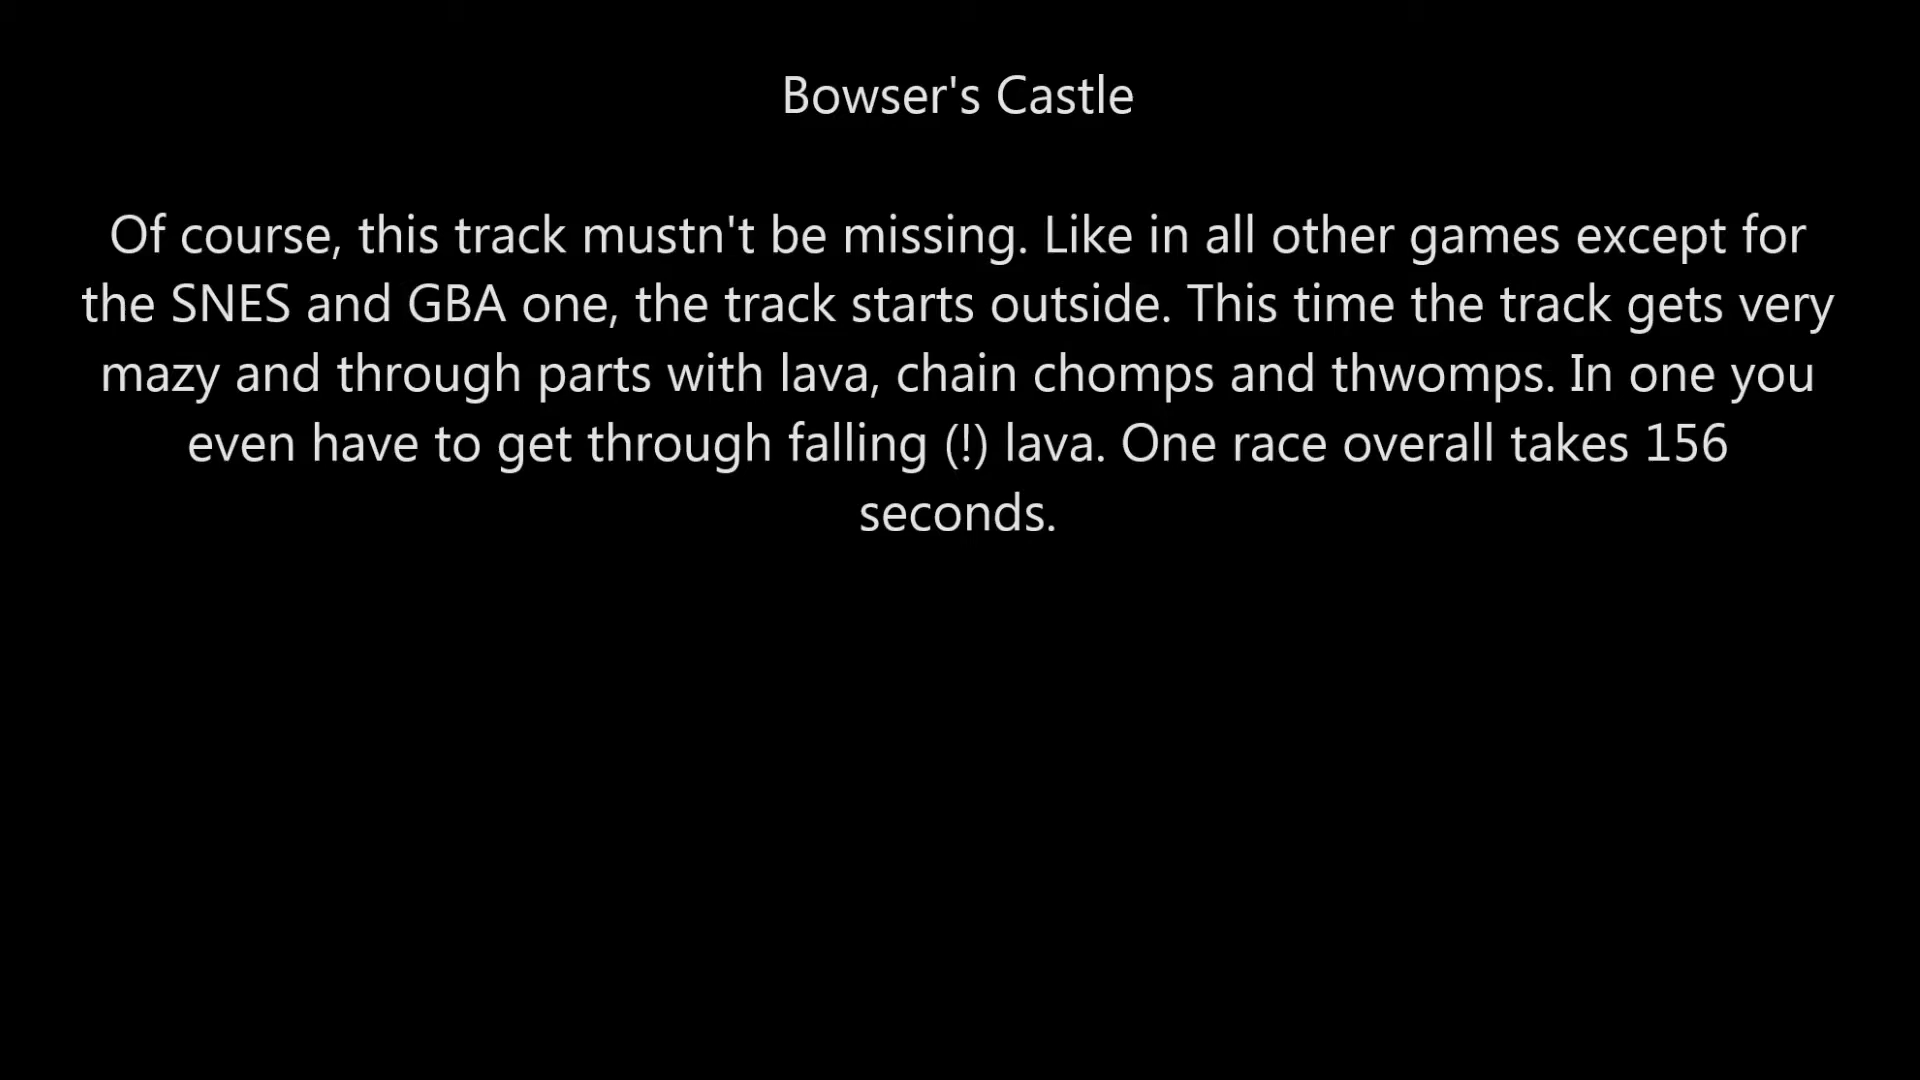 Bowser's Castle
Of course, this track mustn't be missing. Like in all other games except for
the SNES and GBA one, the track starts outside. This time the track gets very
mazy and through parts with lava, chain chomps and thwomps. In one you
even have to get through falling (!) lava. One race overall takes 156
seconds.